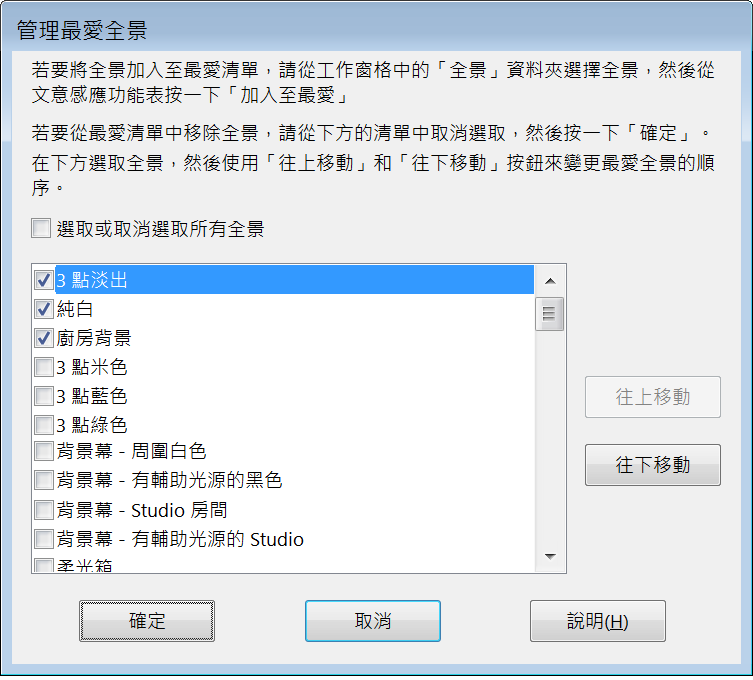 管理最愛全景
若要將全景加入至最愛清單，請從工作窗格中的「全景」資料夾選擇全景，然後從
文意感應功能表按一下「加入至最愛」
若要從最愛清單中移除全景，請從下方的清單中取消選取，然後按一下「確定」。
在下方選取全景，然後使用「往上移動」和「往下移動」按鈕來變更最愛全景的順
序。
選取或取消選取所有全景
3 點淡出
純白
廚房背景
3 點米色
3 點藍色
3 點綠色
背景幕 - 周圍白色
背景幕 - 有輔助光源的黑色
背景幕 - Studio 房間
背景幕 - 有輔助光源的 Studio
柔光箱
往上移動
往下移動
確定
取消
說明(H)